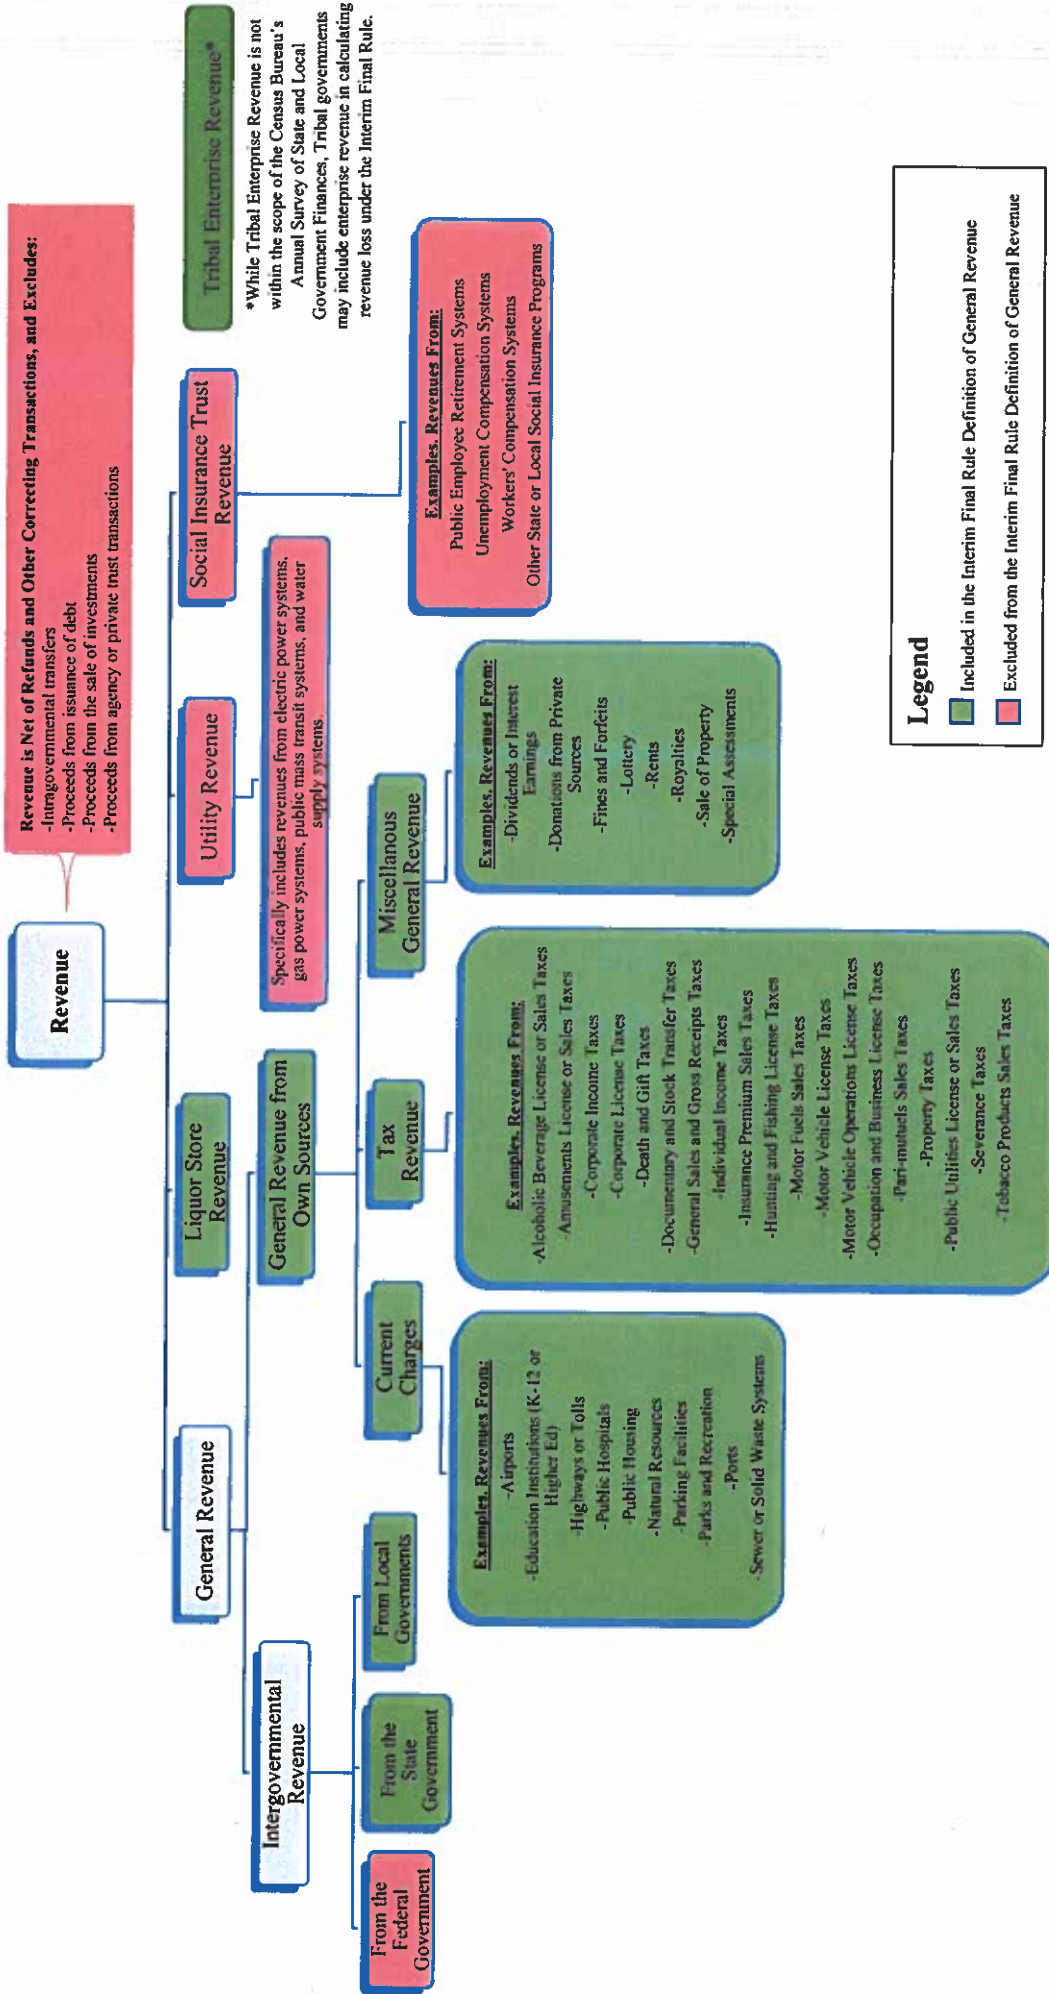 Revenue
Revenue is Net of Refunds and Other Correcting Transactions, and Excludes:
-Intragovernmental transfers
-Proceeds from issuance of debt
-Proceeds from the sale of investments
-Proceeds from agency or private trust transactions
General Revenue
Liquor Store
Revenue
Utility Revenue
Social Insurance Trust
Revenue
Tribal Enterprise Revenue*
*While Tribal Enterprise Revenue is not
within the scope of the Census Bureau's
Annual Survey of State and Local
Government Finances, Tribal governments
may include enterprise revenue in calculating
revenue loss under the Interim Final Rule.
Intergovernmental
Revenue
General Revenue from
Own Sources
Specifically includes revenues from electric power systems,
gas power systems, public mass transit systems, and water
supply systems.
From the
Federal
Government
From the
State
Government
From Local
Governments
Current
Charges
Tax
Revenue
Miscellanous
General Revenue
Examples. Revenues From:
Public Employee Retirement Systems
Unemployment Compensation Systems
Workers' Compensation Systems
Other State or Local Social Insurance Programs
Examples. Revenues From:
-Airports
-Education Institutions (K-12 or
Higher Ed)
-Highways or Tolls
-Public Hospitals
-Public Housing
-Natural Resources
-Parking Facilities
-Parks and Recreation
-Ports
-Sewer or Solid Waste Systems
Examples. Revenues From:
-Alcoholic Beverage License or Sales Taxes
-Amusements License or Sales Taxes
-Corporate Income Taxes
-Corporate License Taxes
-Death and Gift Taxes
-Documentary and Stock Transfer Taxes
-General Sales and Gross Receipts Taxes
-Individual Income Taxes
-Insurance Premium Sales Taxes
-Hunting and Fishing License Taxes
-Motor Fuels Sales Taxes
-Motor Vehicle License Taxes
-Motor Vehicle Operations License Taxes
-Occupation and Business License Taxes
-Pari-mutuels Sales Taxes
-Property Taxes
-Public Utilities License or Sales Taxes
-Severance Taxes
-Tobacco Products Sales Taxes
Examples. Revenues From:
-Dividends or Interest
Earnings
-Donations from Private
Sources
-Fines and Forfeits
-Lottery
-Rents
-Royalties
-Sale of Property
-Special Assessments
Legend
Included in the Interim Final Rule Definition of General Revenue
Excluded from the Interim Final Rule Definition of General Revenue